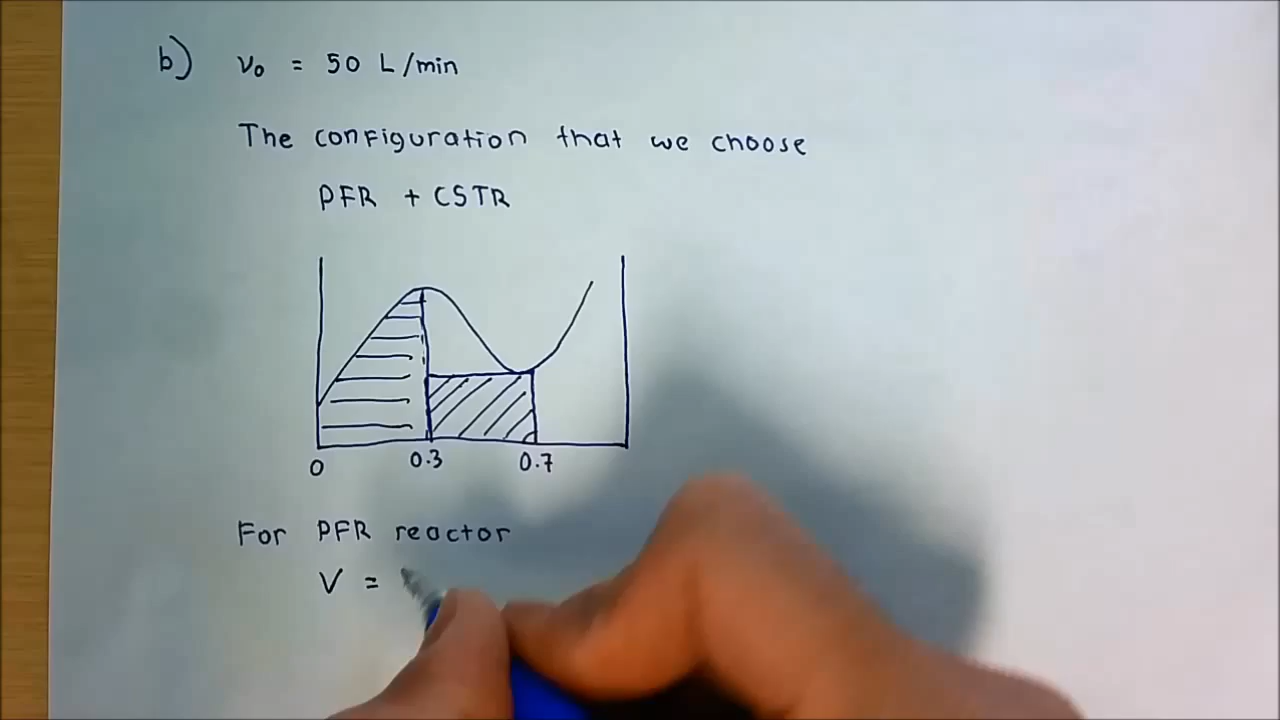 b) v₀ = 50 L/min
The configuration that we choose
PFR + CSTR
0 0.3 0.7
For PFR reactor
V =